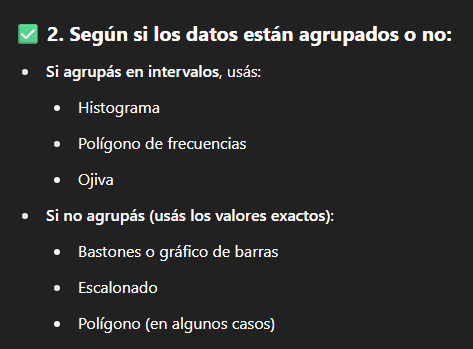 ✅ 2. Según si los datos están agrupados o no:
• Si agrupás en intervalos, usás:
• Histograma
• Polígono de frecuencias
• Ojiva
• Si no agrupás (usás los valores exactos):
• Bastones o gráfico de barras
• Escalonado
• Polígono (en algunos casos)